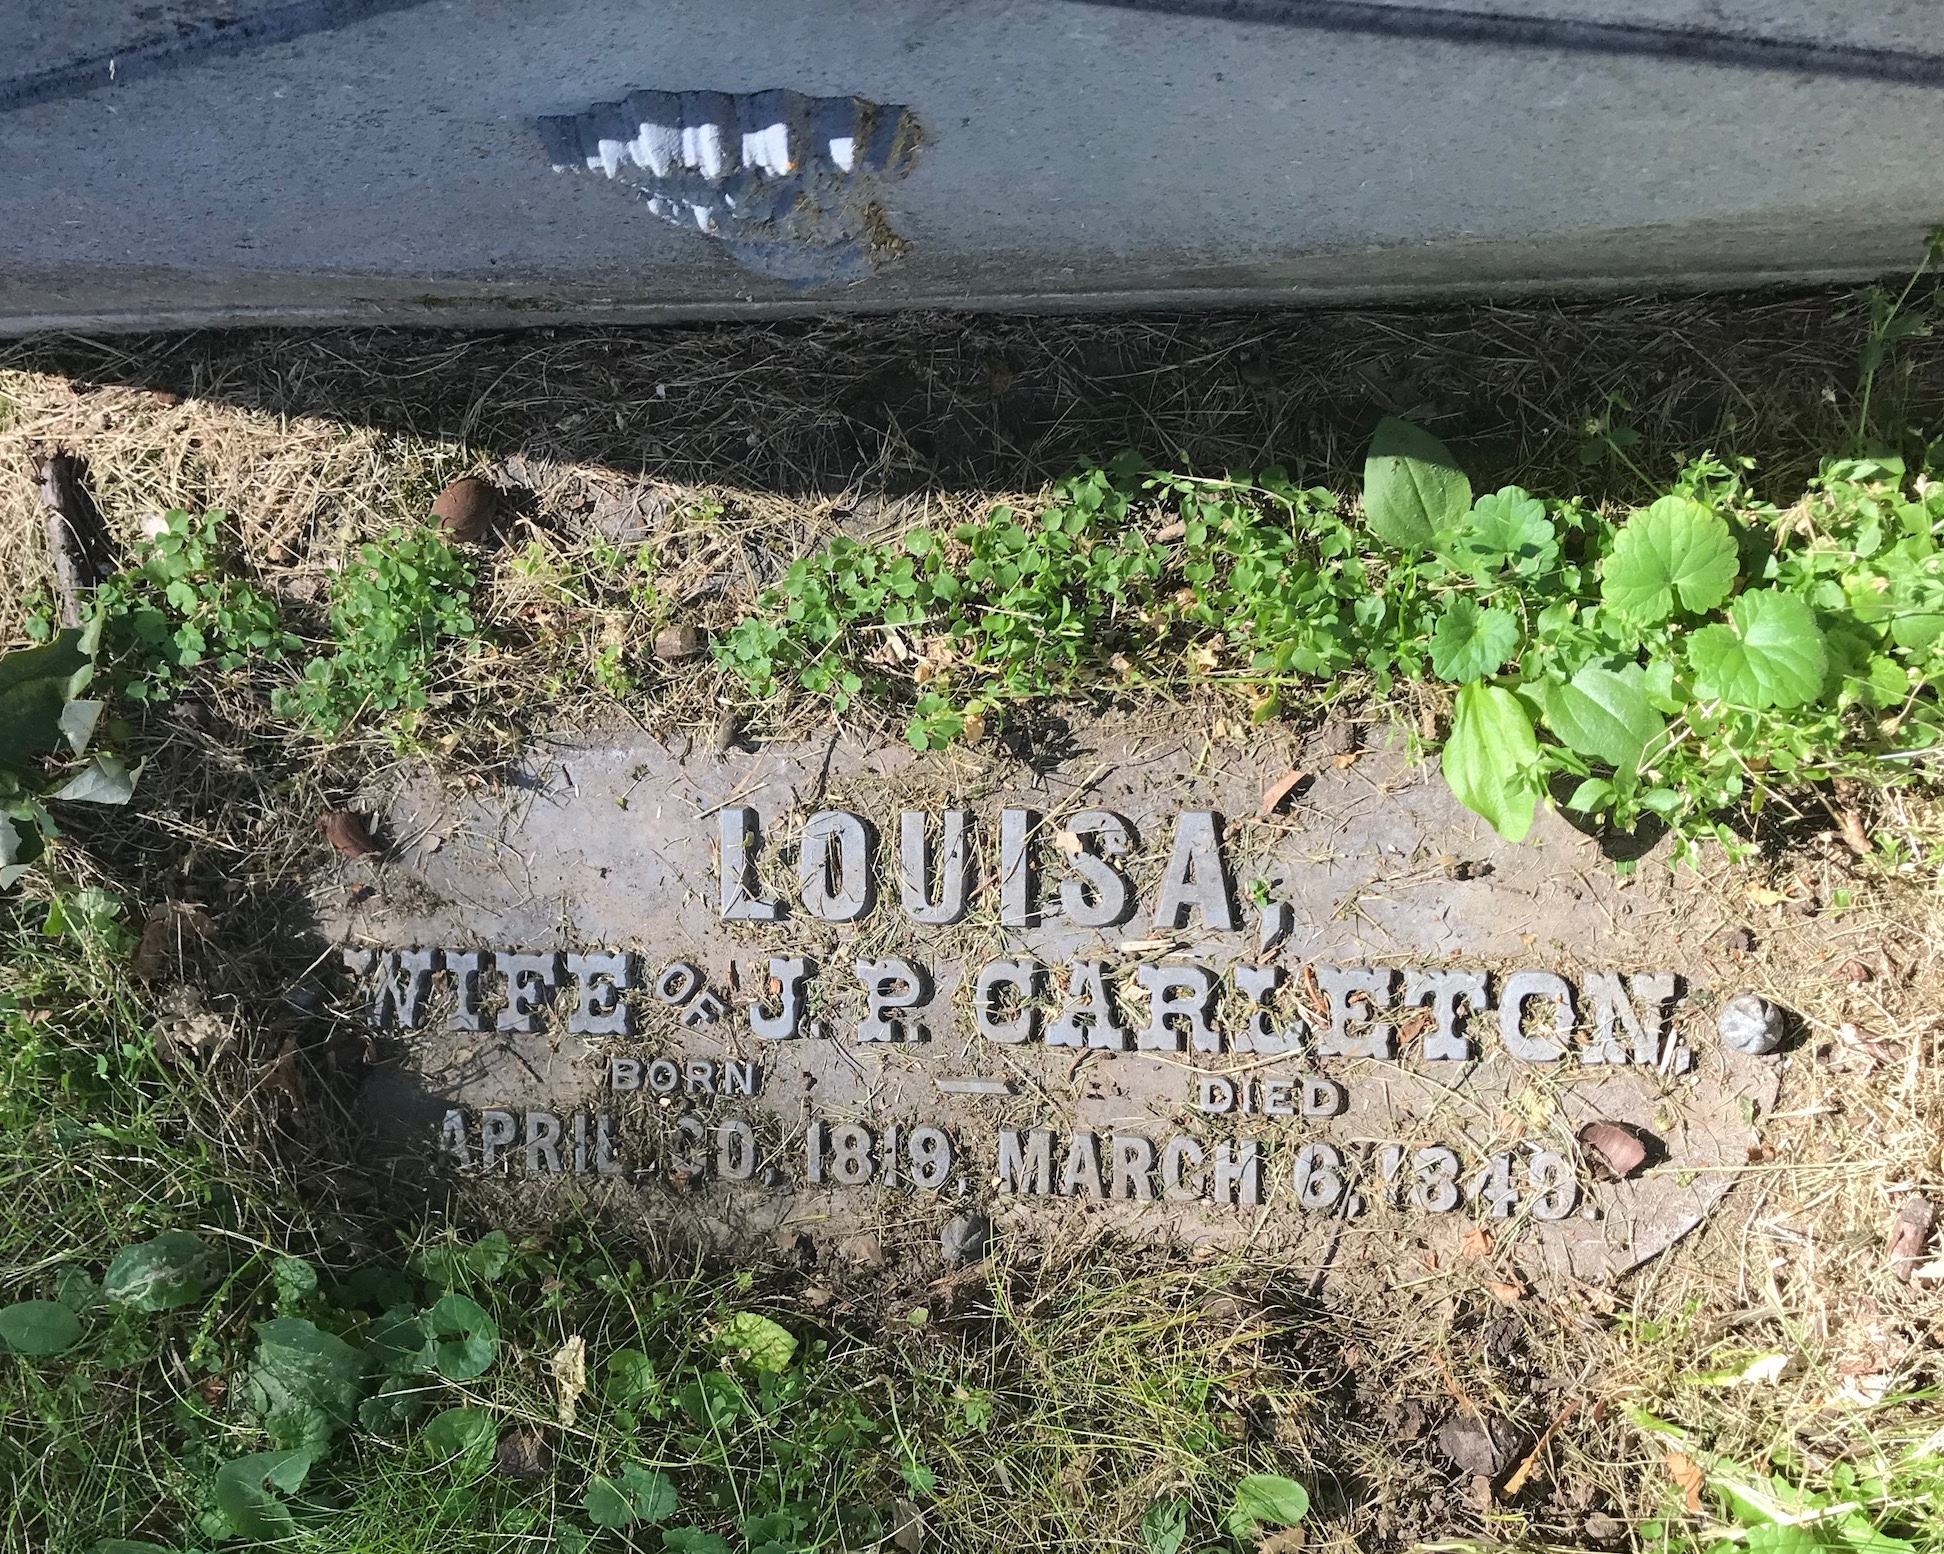 LOUISA,
WIFE OF J. P. CARLETON.
BORN — DIED
APRIL 20, 1819, MARCH 6, 1849.